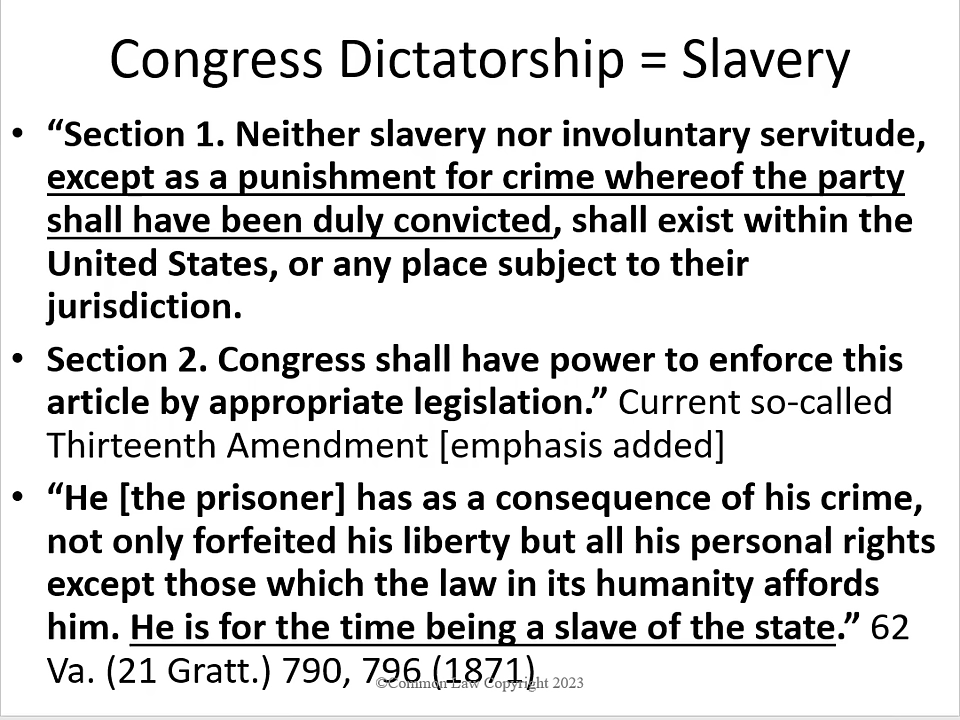 Congress Dictatorship = Slavery
• “Section 1. Neither slavery nor involuntary servitude,
except as a punishment for crime whereof the party
shall have been duly convicted, shall exist within the
United States, or any place subject to their
jurisdiction.
• Section 2. Congress shall have power to enforce this
article by appropriate legislation.” Current so-called
Thirteenth Amendment [emphasis added]
• “He [the prisoner] has as a consequence of his crime,
not only forfeited his liberty but all his personal rights
except those which the law in its humanity affords
him. He is for the time being a slave of the state.” 62
Va. (21 Gratt.) 790, 796 (1871)
©Common Law Copyright 2023